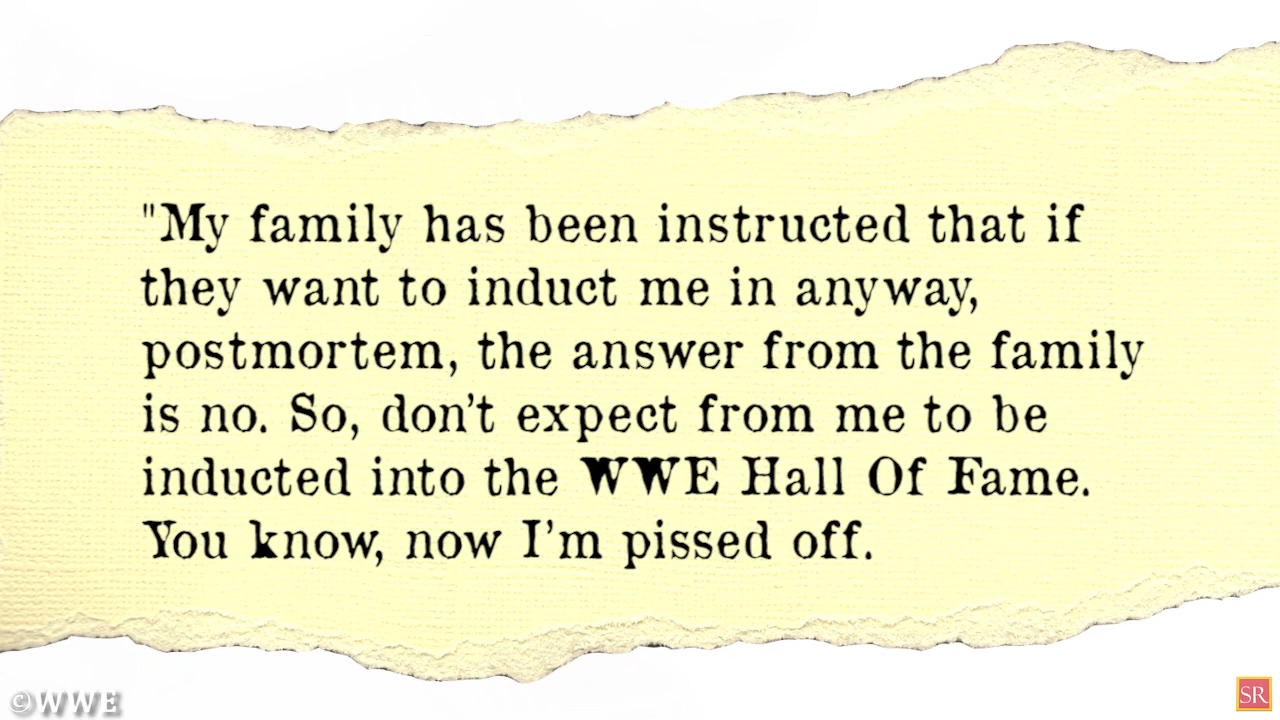 "My family has been instructed that if
they want to induct me in anyway,
postmortem, the answer from the family
is no. So, don't expect from me to be
inducted into the WWE Hall Of Fame.
You know, now I'm pissed off.
©WWE
SR